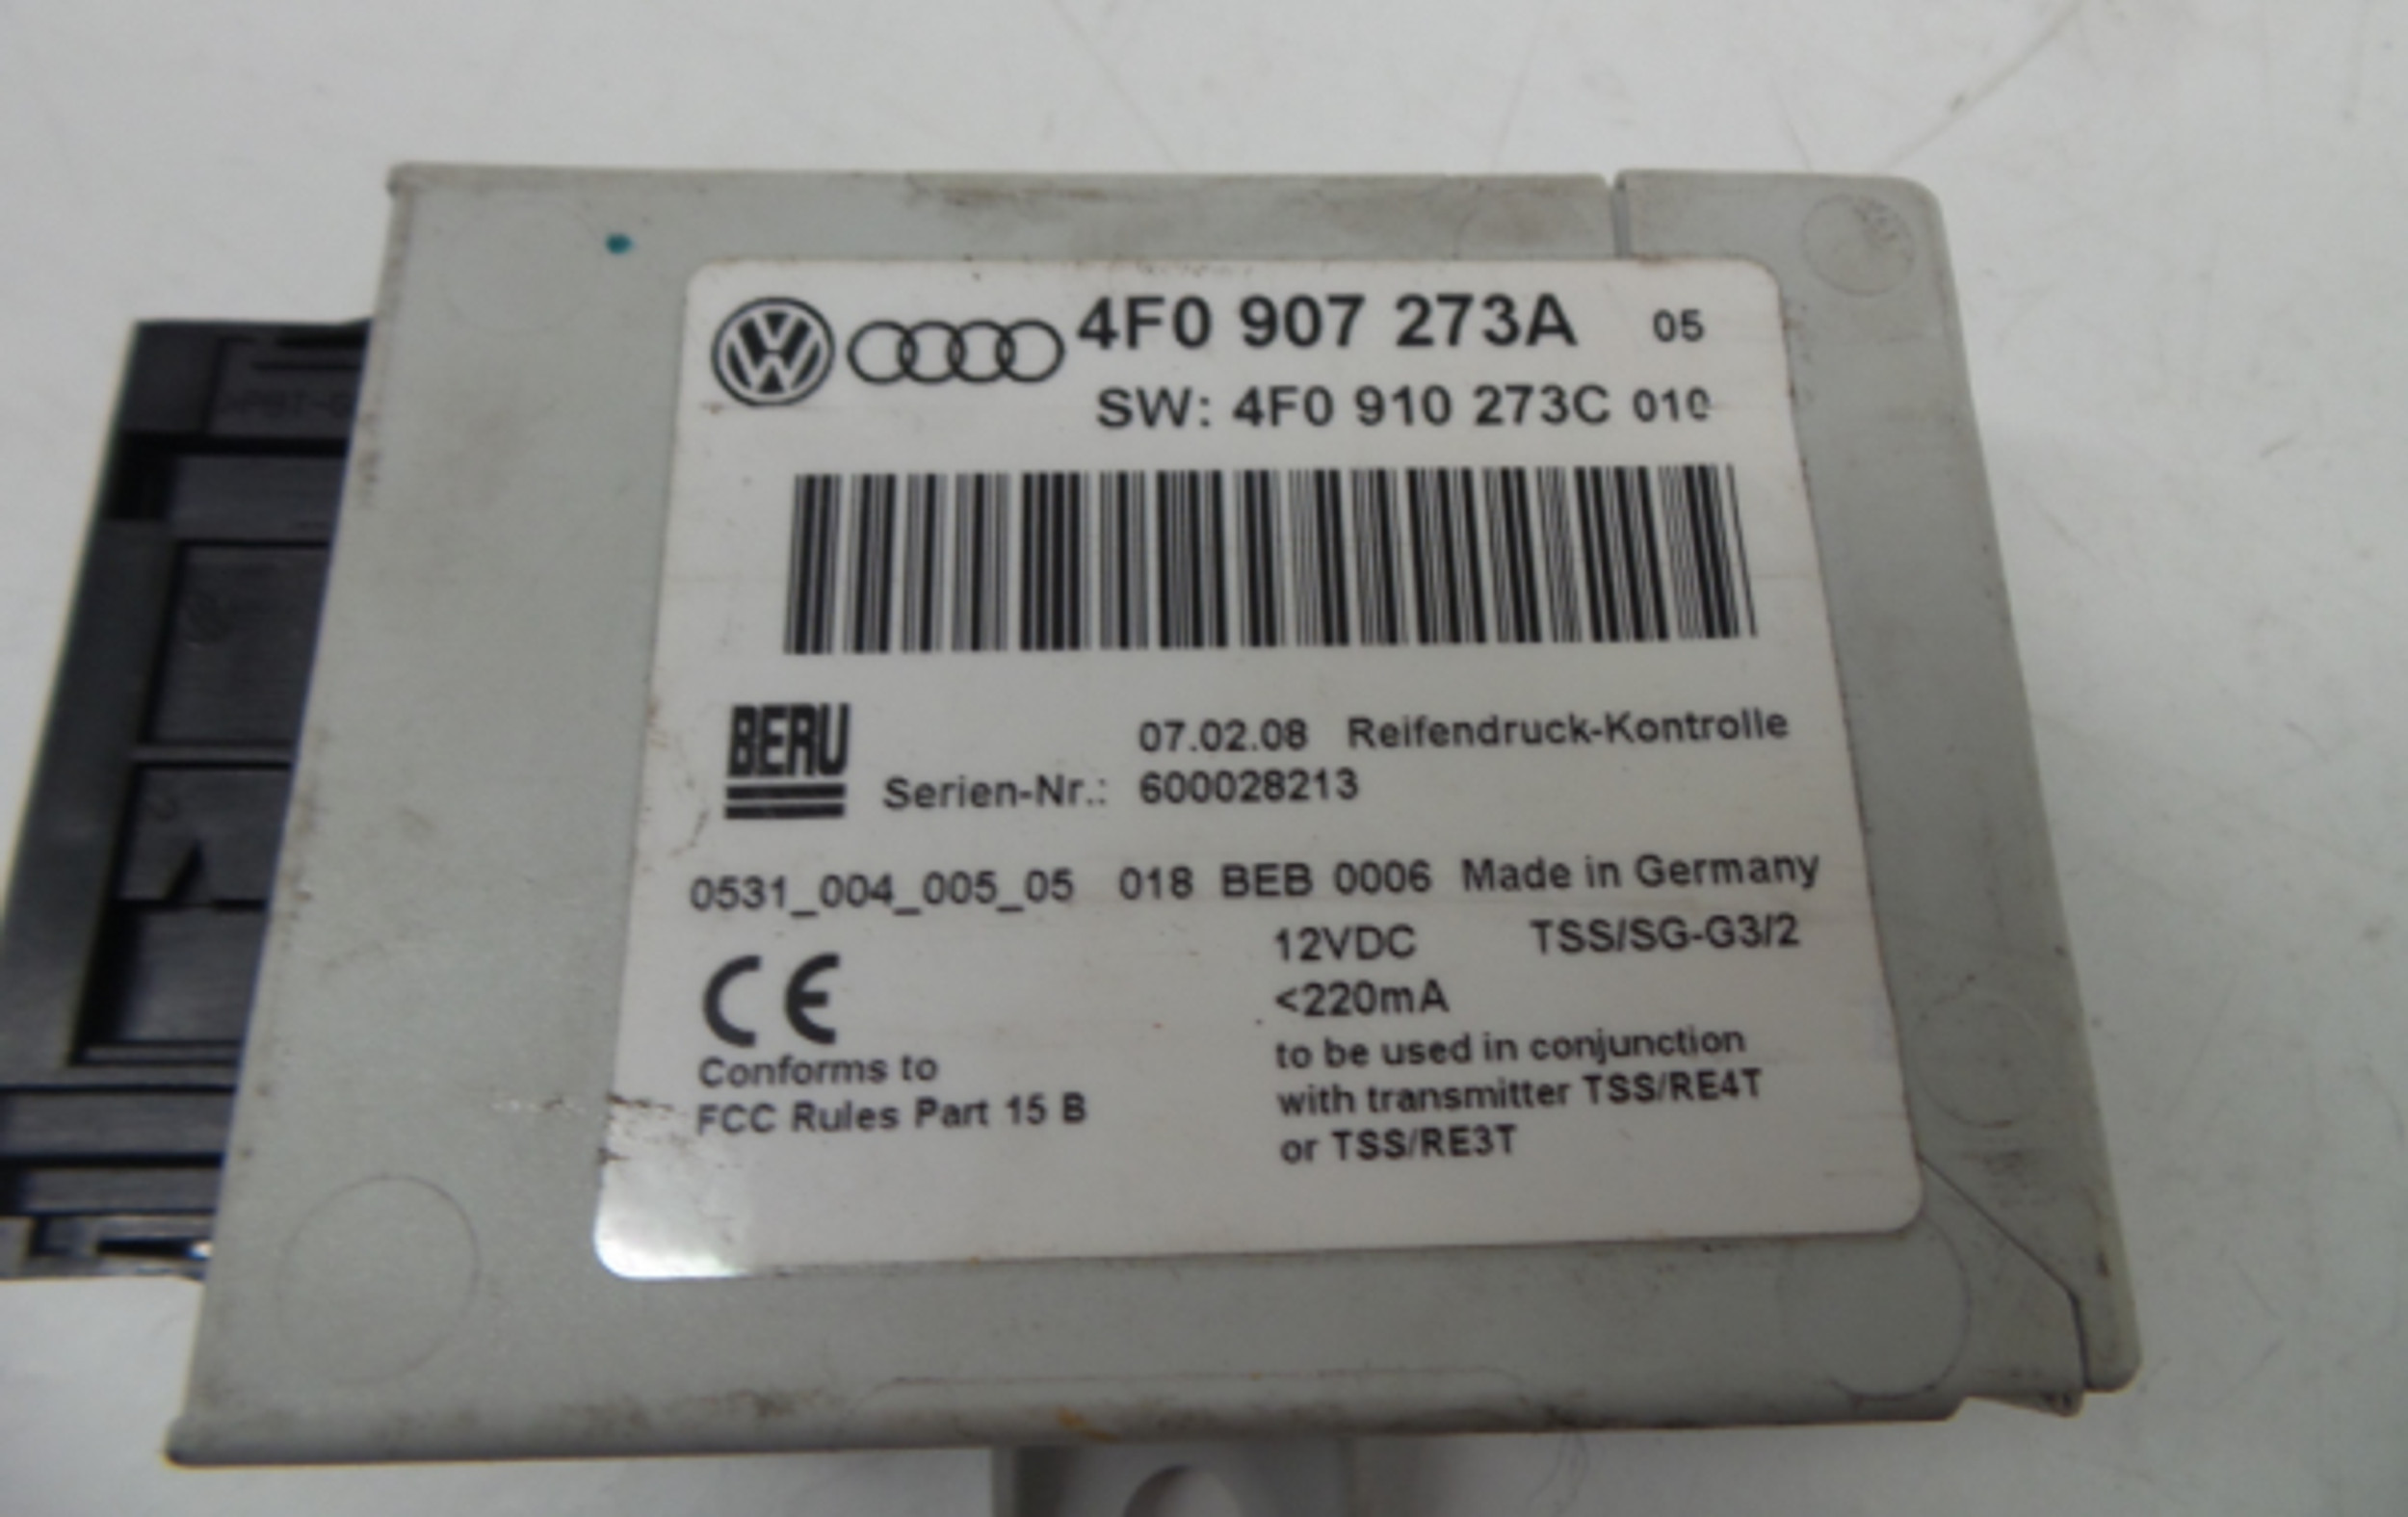 4F0 907 273A 05
SW: 4F0 910 273C 010
BERU
07.02.08 Reifendruck-Kontrolle
Serien-Nr.: 600028213
0531_004_005_05 018 BEB 0006 Made in Germany
12VDC TSS/SG-G3/2
<220mA
CE
Conforms to
FCC Rules Part 15 B
to be used in conjunction
with transmitter TSS/RE4T
or TSS/RE3T